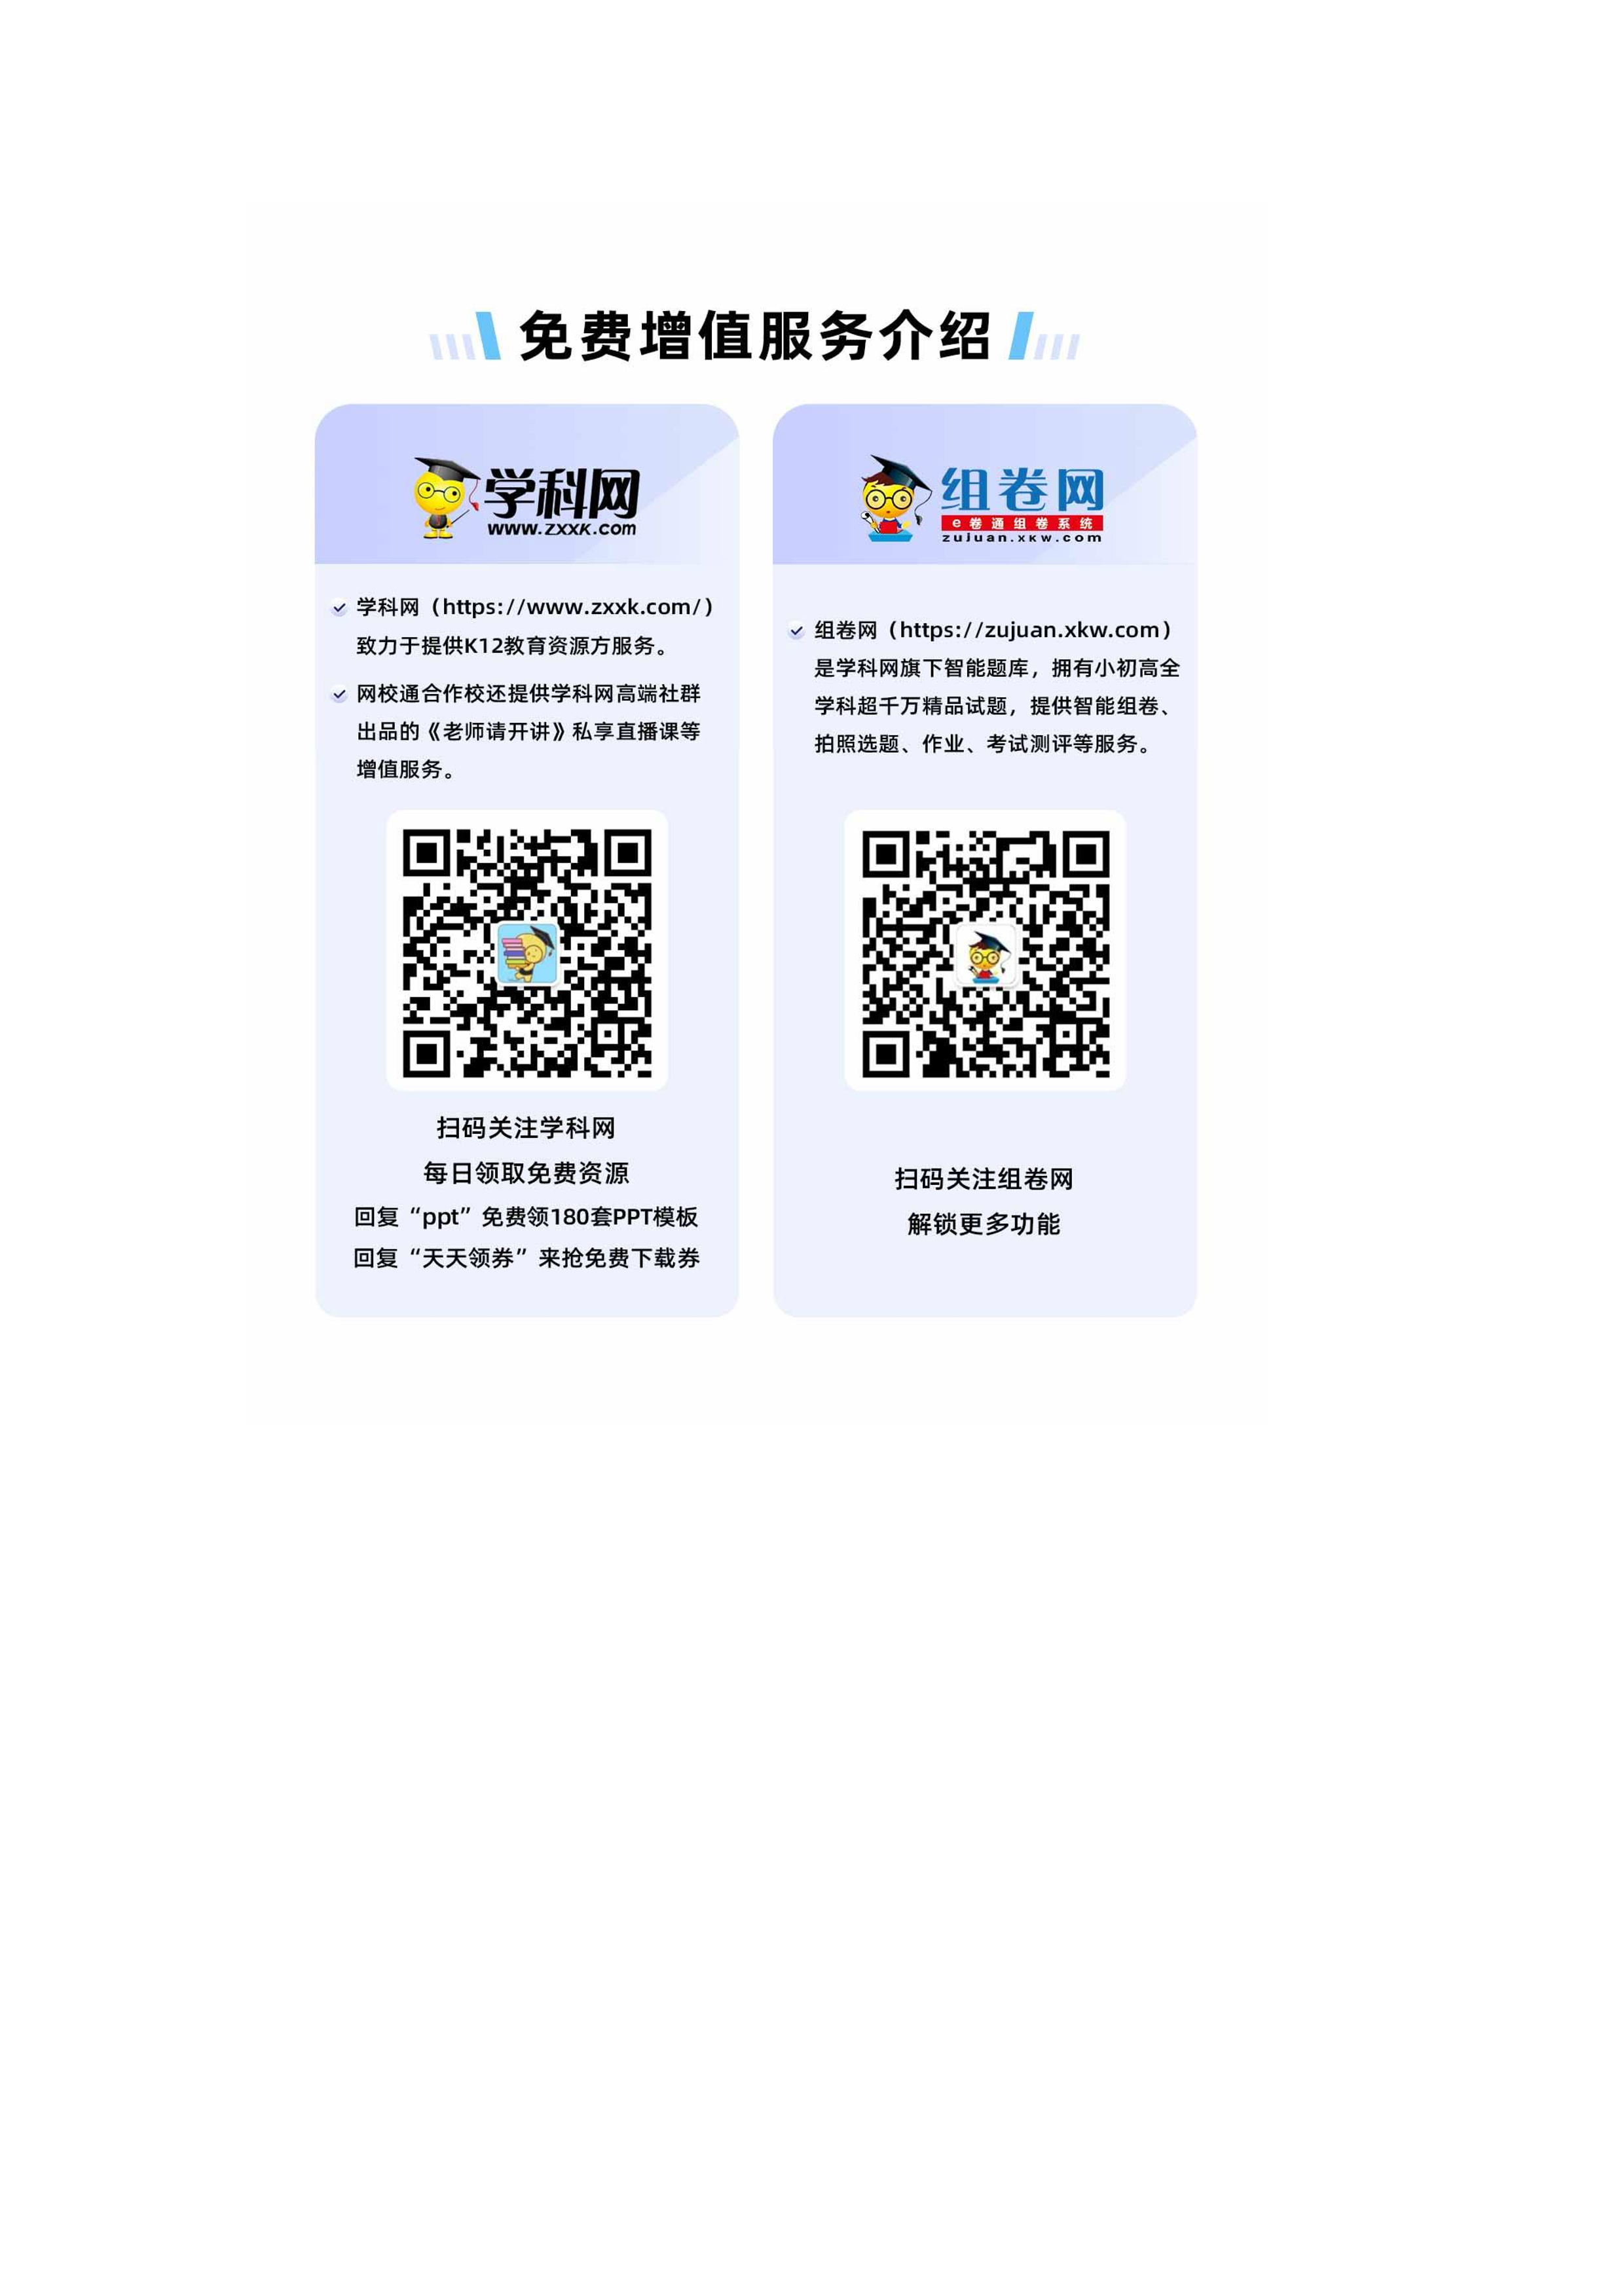 免费增值服务介绍
学科网
www.zxxk.com
学科网（https://www.zxxk.com/）
致力于提供K12教育资源方服务。
网校通合作校还提供学科网高端社群
出品的《老师请开讲》私享直播课等
增值服务。
扫码关注学科网
每日领取免费资源
回复“ppt”免费领180套PPT模板
回复“天天领券”来抢免费下载券
组卷网
e卷通组卷系统
zujuan.xkw.com
组卷网（https://zujuan.xkw.com）
是学科网旗下智能题库，拥有小初高全
学科超千万精品试题，提供智能组卷、
拍照选题、作业、考试测评等服务。
扫码关注组卷网
解锁更多功能